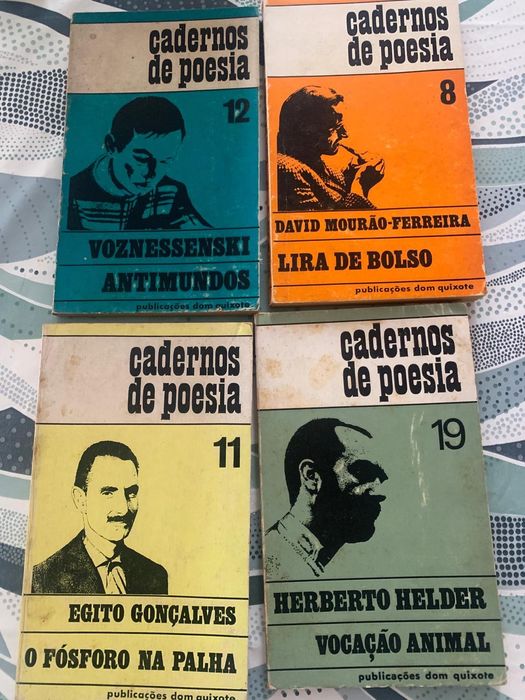 cadernos
de poesia
12
VOZNESSENSKI
ANTIMUNDOS
publicações dom quixote
cadernos
de poesia
8
DAVID MOURÃO-FERREIRA
LIRA DE BOLSO
publicações dom quixote
cadernos
de poesia
11
EGITO GONÇALVES
O FÓSFORO NA PALHA
publicações dom quixote
cadernos
de poesia
19
HERBERTO HELDER
VOCAÇÃO ANIMAL
publicações dom quixote